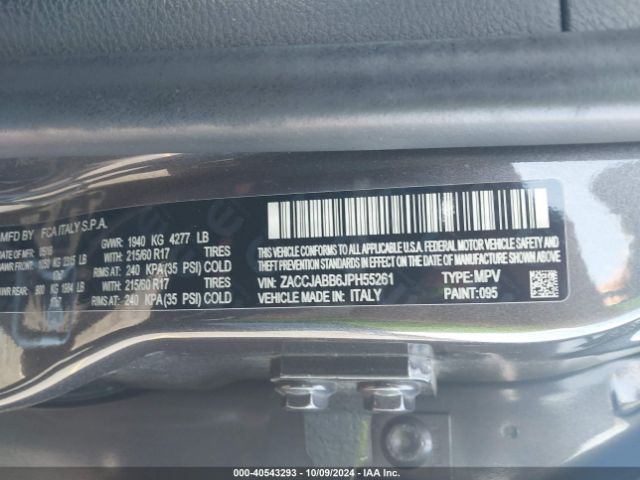 MFD BY: FCA ITALY S.P.A.
GVWR: 1940 KG 4277 LB
WITH: 215/60 R17 TIRES
RIMS AT: 240 KPA(35 PSI) COLD
WITH: 215/60 R17 TIRES
RIMS AT: 240 KPA(35 PSI) COLD
THIS VEHICLE CONFORMS TO ALL APPLICABLE U.S.A. FEDERAL MOTOR VEHICLE SAFETY,
BUMPER, AND THEFT PREVENTION STANDARDS IN EFFECT ON THE DATE OF MANUFACTURE SHOWN ABOVE.
VIN: ZACCJABB6JPH55261 TYPE: MPV
VEHICLE MADE IN: ITALY PAINT: 095
000-40543293 - 10/09/2024 - IAA Inc.